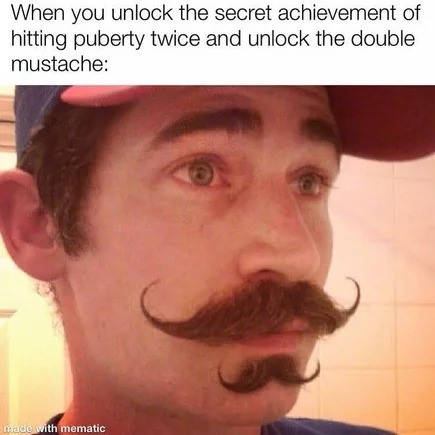 When you unlock the secret achievement of
hitting puberty twice and unlock the double
mustache:
made with mematic